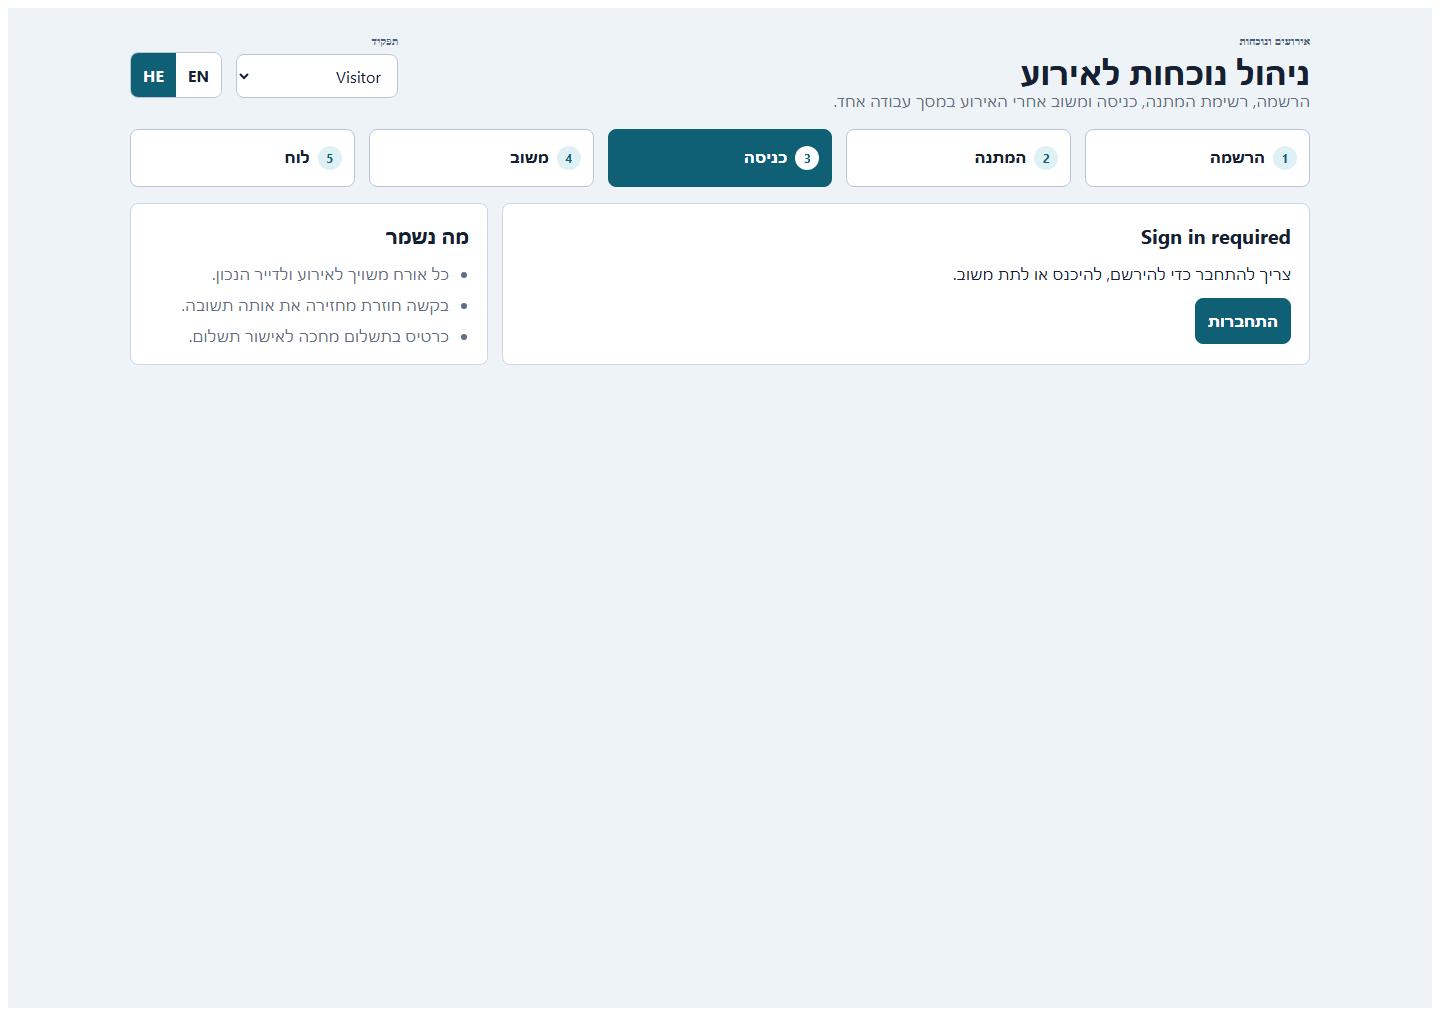 אירועים ונוכחות
ניהול נוכחות לאירוע
הרשמה, רשימת המתנה, כניסה ומשוב אחרי האירוע במסך עבודה אחד.
תפקיד
Visitor
EN
HE
1 הרשמה
2 המתנה
3 כניסה
4 משוב
5 לוח
Sign in required
צריך להתחבר כדי להירשם, להיכנס או לתת משוב.
התחברות
מה נשמר
• כל אורח משויך לאירוע ולדייר הנכון.
• בקשה חוזרת מחזירה את אותה תשובה.
• כרטיס בתשלום מחכה לאישור תשלום.